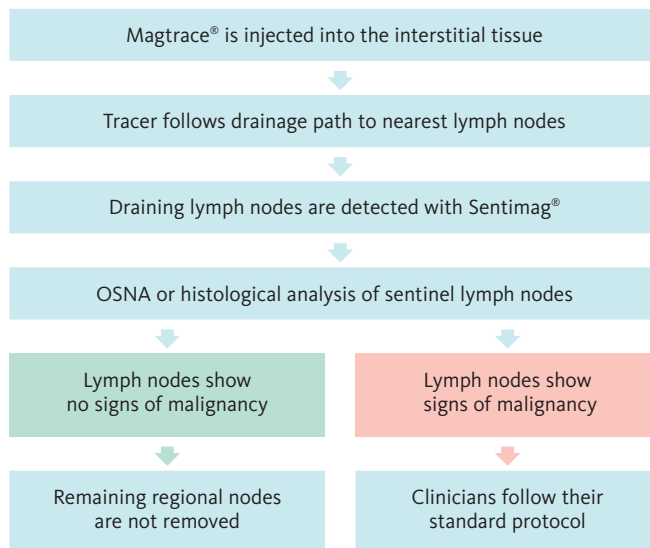 Magtrace® is injected into the interstitial tissue
Tracer follows drainage path to nearest lymph nodes
Draining lymph nodes are detected with Sentimag®
OSNA or histological analysis of sentinel lymph nodes
Lymph nodes show
no signs of malignancy
Lymph nodes show
signs of malignancy
Remaining regional nodes
are not removed
Clinicians follow their
standard protocol